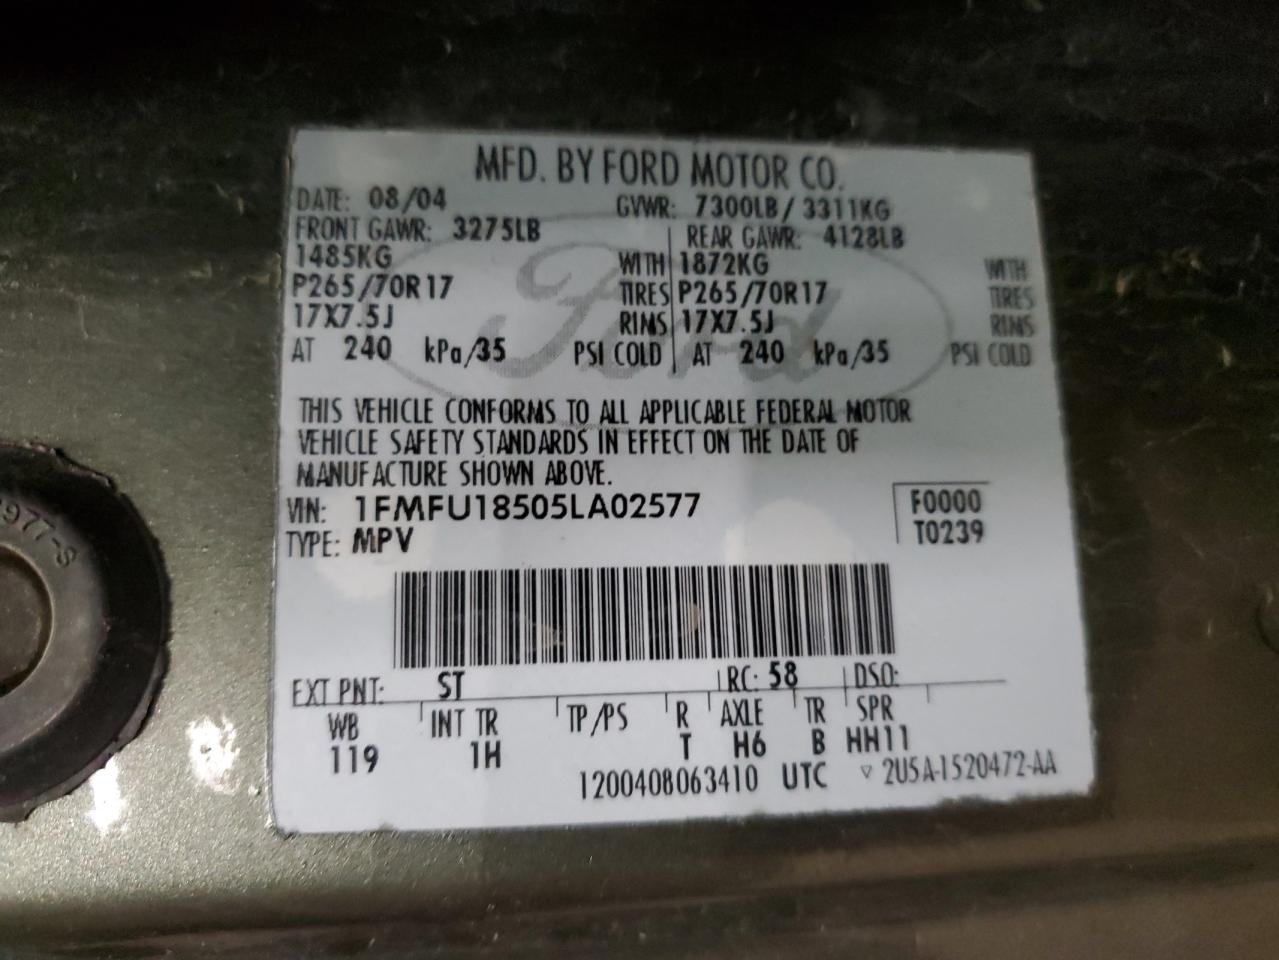 MFD. BY FORD MOTOR CO.
DATE: 08/04 GVWR: 7300LB/ 3311KG
FRONT GAWR: 3275LB REAR GAWR: 4128LB
1485KG WITH 1872KG WITH
P265/70R17 TIRES P265/70R17 TIRES
17X7.5J RIMS 17X7.5J RIMS
AT 240 kPa/35 PSI COLD AT 240 kPa/35 PSI COLD
Ford
THIS VEHICLE CONFORMS TO ALL APPLICABLE FEDERAL MOTOR
VEHICLE SAFETY STANDARDS IN EFFECT ON THE DATE OF
MANUFACTURE SHOWN ABOVE.
VIN: 1FMFU18505LA02577 F0000
TYPE: MPV T0239
EXT PNT: ST RC: 58 DSO:
WB INT TR TP/PS R AXLE TR SPR
119 1H T H6 B HH11
1200408063410 UTC ▽ 2U5A-1520472-AA